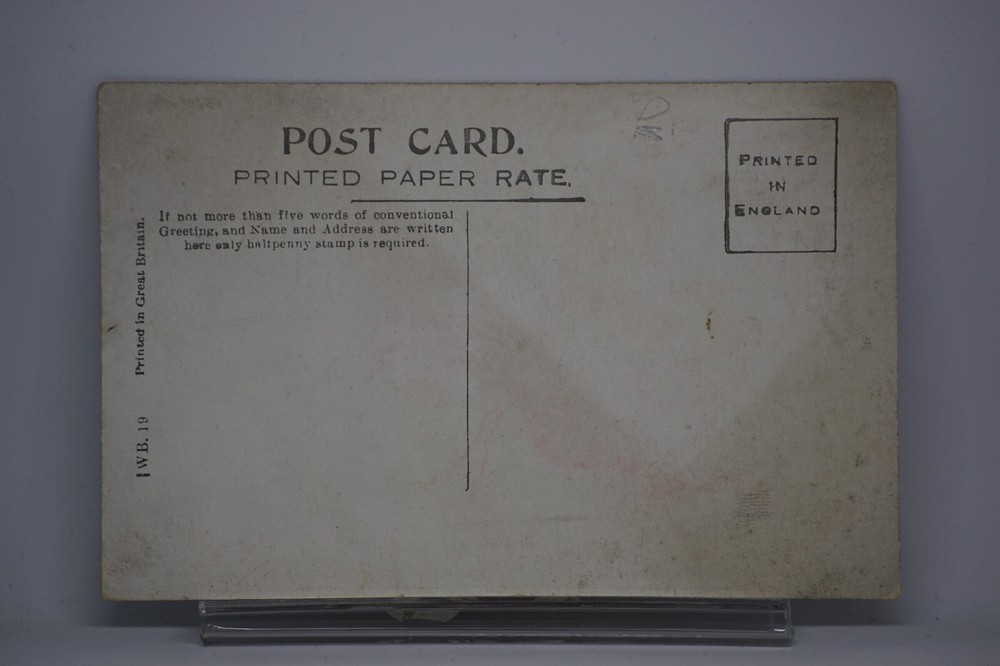 POST CARD.
PRINTED PAPER RATE.
If not more than five words of conventional
Greeting, and Name and Address are written
here only halfpenny stamp is required.
PRINTED
IN
ENGLAND
WB. 19 Printed in Great Britain.